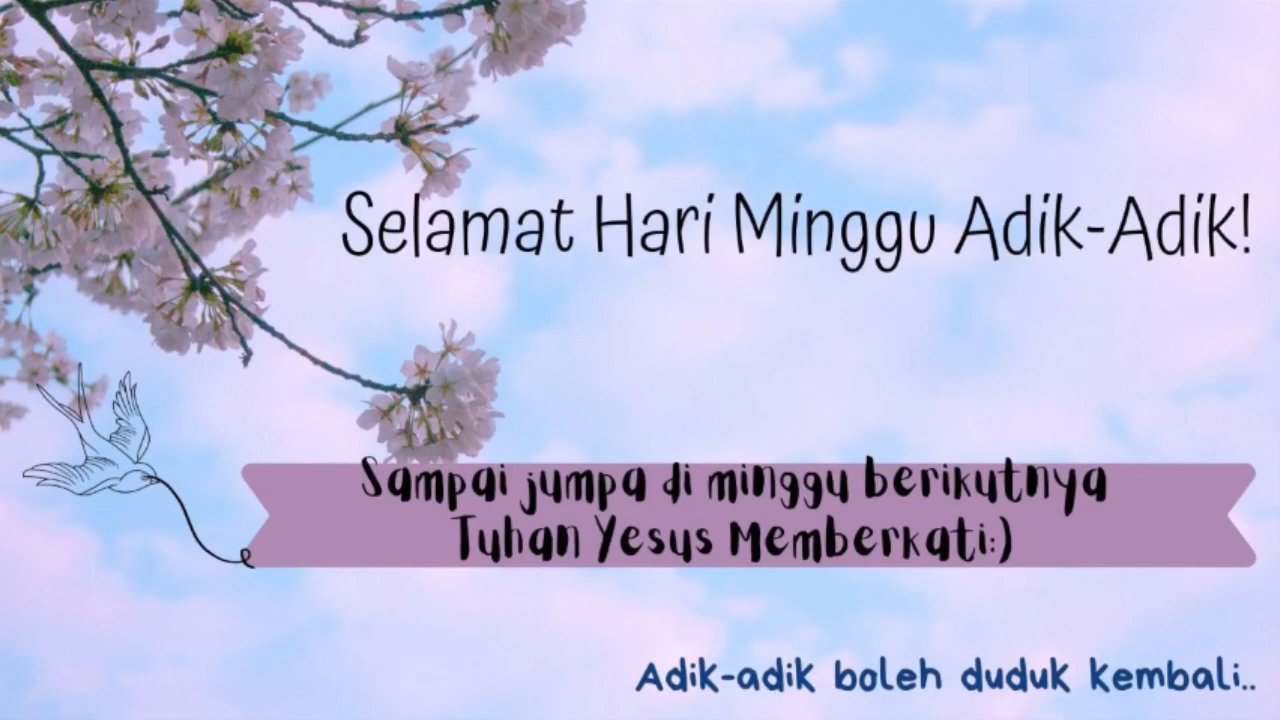 Selamat Hari Minggu Adik-Adik!
Sampai jumpa di minggu berikutnya
Tuhan Yesus Memberkati:)
Adik-adik boleh duduk kembali..